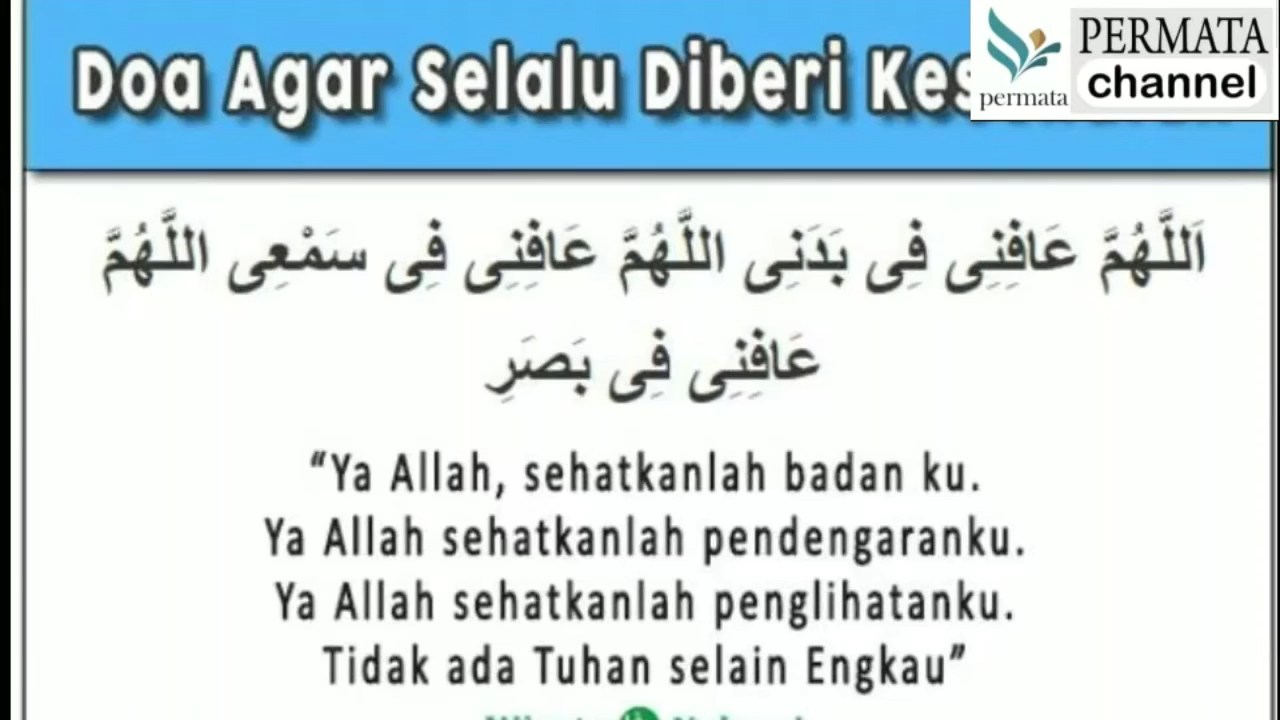 Doa Agar Selalu Diberi
PERMATA
channel
permata
اَللَّهُمَّ عَافِنِى فِى بَدَنِى اللَّهُمَّ عَافِنِى فِى سَمْعِى اللَّهُمَّ
عَافِنِى فِى بَصَرِ
“Ya Allah, sehatkanlah badan ku.
Ya Allah sehatkanlah pendengaranku.
Ya Allah sehatkanlah penglihatanku.
Tidak ada Tuhan selain Engkau”